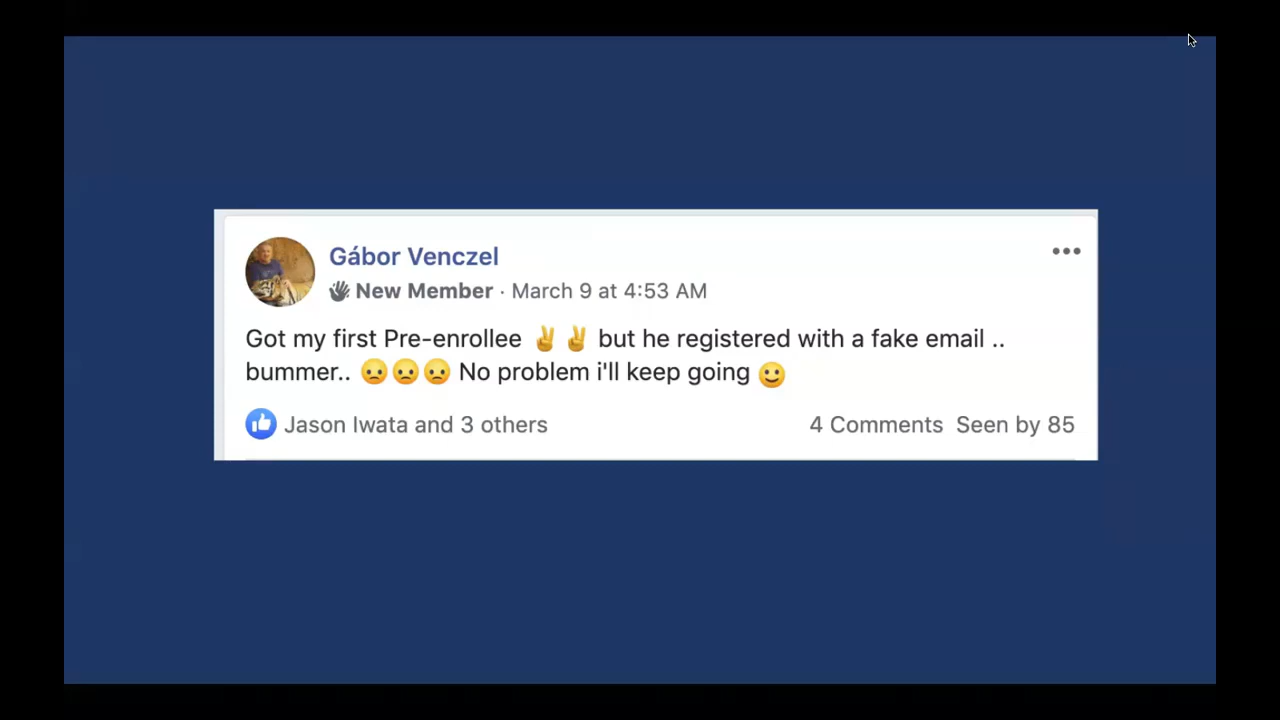 Gábor Venczel
New Member · March 9 at 4:53 AM
Got my first Pre-enrollee ✌️ ✌️ but he registered with a fake email ..
bummer.. 😞😞😞 No problem i'll keep going 🙂
Jason Iwata and 3 others 4 Comments Seen by 85